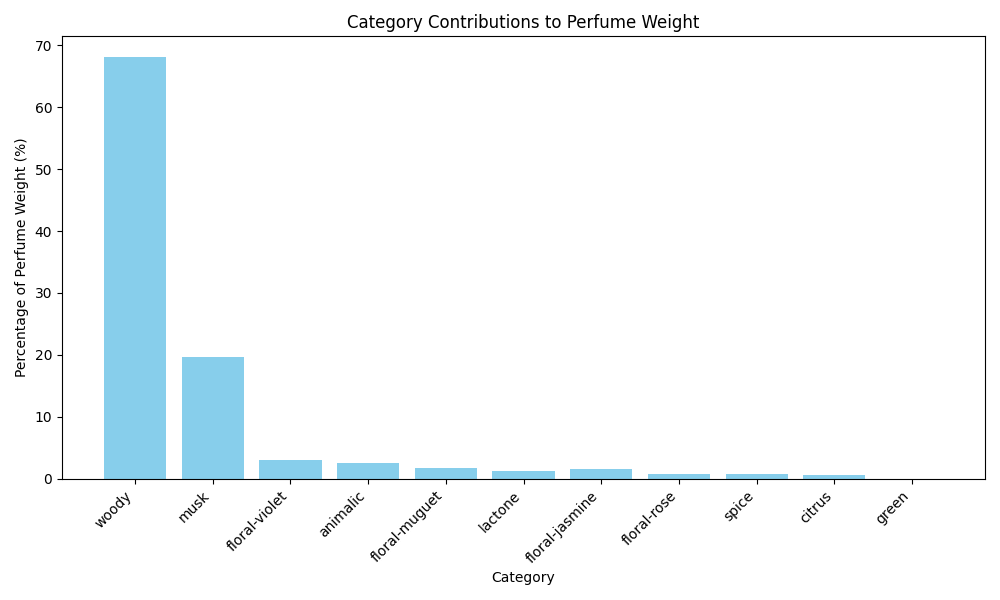 Category Contributions to Perfume Weight
Percentage of Perfume Weight (%)
70
60
50
40
30
20
10
0
woody
musk
floral-violet
animalic
floral-muguet
lactone
floral-jasmine
floral-rose
spice
citrus
green
Category